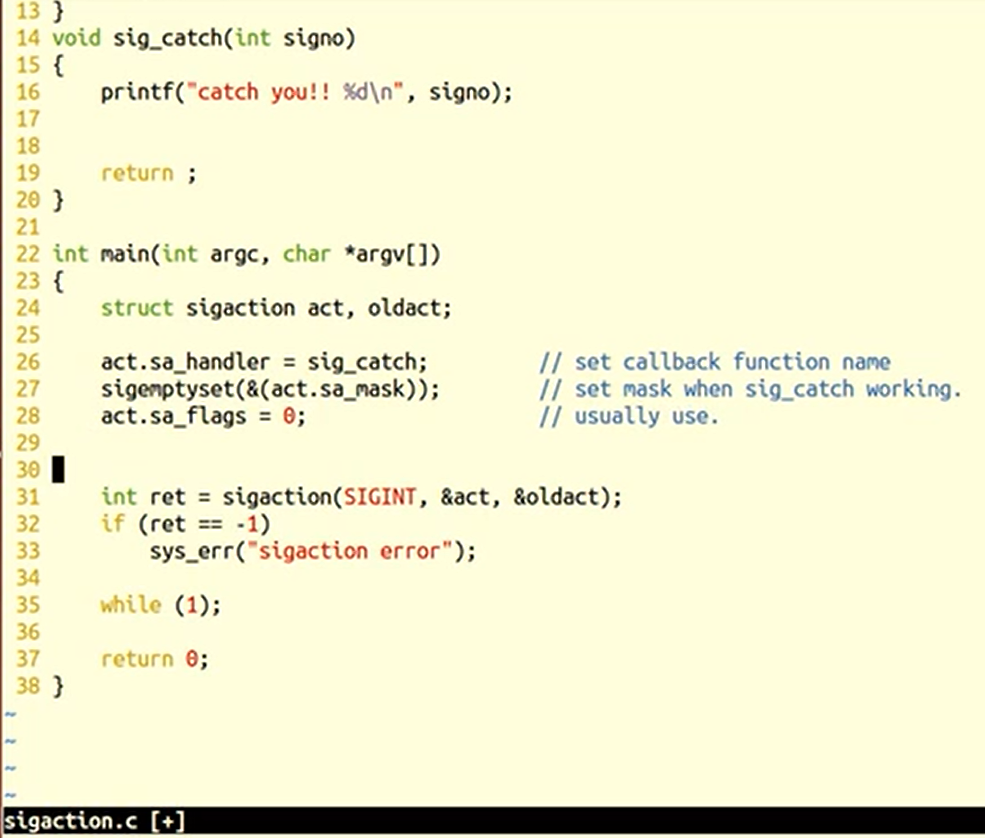 13 }
14 void sig_catch(int signo)
15 {
16     printf("catch you!! %d\n", signo);
17
18
19     return ;
20 }
21
22 int main(int argc, char *argv[])
23 {
24     struct sigaction act, oldact;
25
26     act.sa_handler = sig_catch;         // set callback function name
27     sigemptyset(&(act.sa_mask));        // set mask when sig_catch working.
28     act.sa_flags = 0;                   // usually use.
29
30
31     int ret = sigaction(SIGINT, &act, &oldact);
32     if (ret == -1)
33         sys_err("sigaction error");
34
35     while (1);
36
37     return 0;
38 }
~
~
~
~
sigaction.c [+]